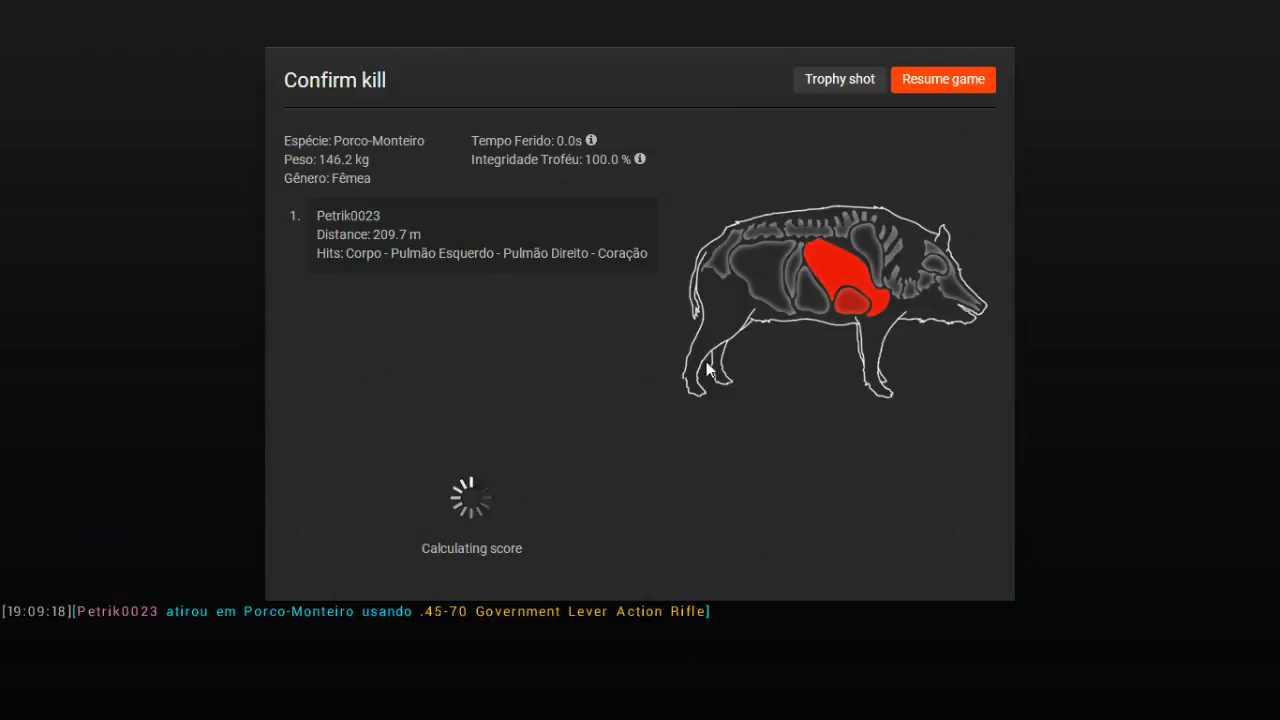 Confirm kill
Trophy shot
Resume game
Espécie: Porco-Monteiro
Peso: 146.2 kg
Gênero: Fêmea
Tempo Ferido: 0.0s
Integridade Troféu: 100.0 %
1. Petrik0023
Distance: 209.7 m
Hits: Corpo - Pulmão Esquerdo - Pulmão Direito - Coração
Calculating score
[19:09:18][Petrik0023 atirou em Porco-Monteiro usando .45-70 Government Lever Action Rifle]